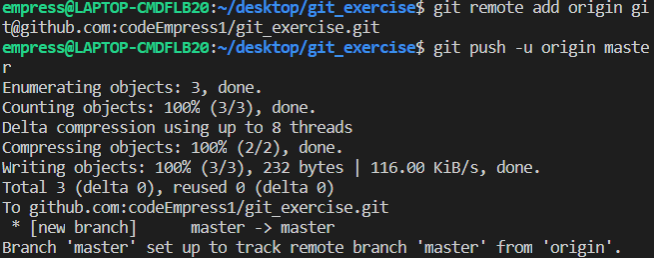 empress@LAPTOP-CMDFLB20:~/desktop/git_exercise$ git remote add origin gi
t@github.com:codeEmpress1/git_exercise.git
empress@LAPTOP-CMDFLB20:~/desktop/git_exercise$ git push -u origin maste
r
Enumerating objects: 3, done.
Counting objects: 100% (3/3), done.
Delta compression using up to 8 threads
Compressing objects: 100% (2/2), done.
Writing objects: 100% (3/3), 232 bytes | 116.00 KiB/s, done.
Total 3 (delta 0), reused 0 (delta 0)
To github.com:codeEmpress1/git_exercise.git
 * [new branch]      master -> master
Branch 'master' set up to track remote branch 'master' from 'origin'.